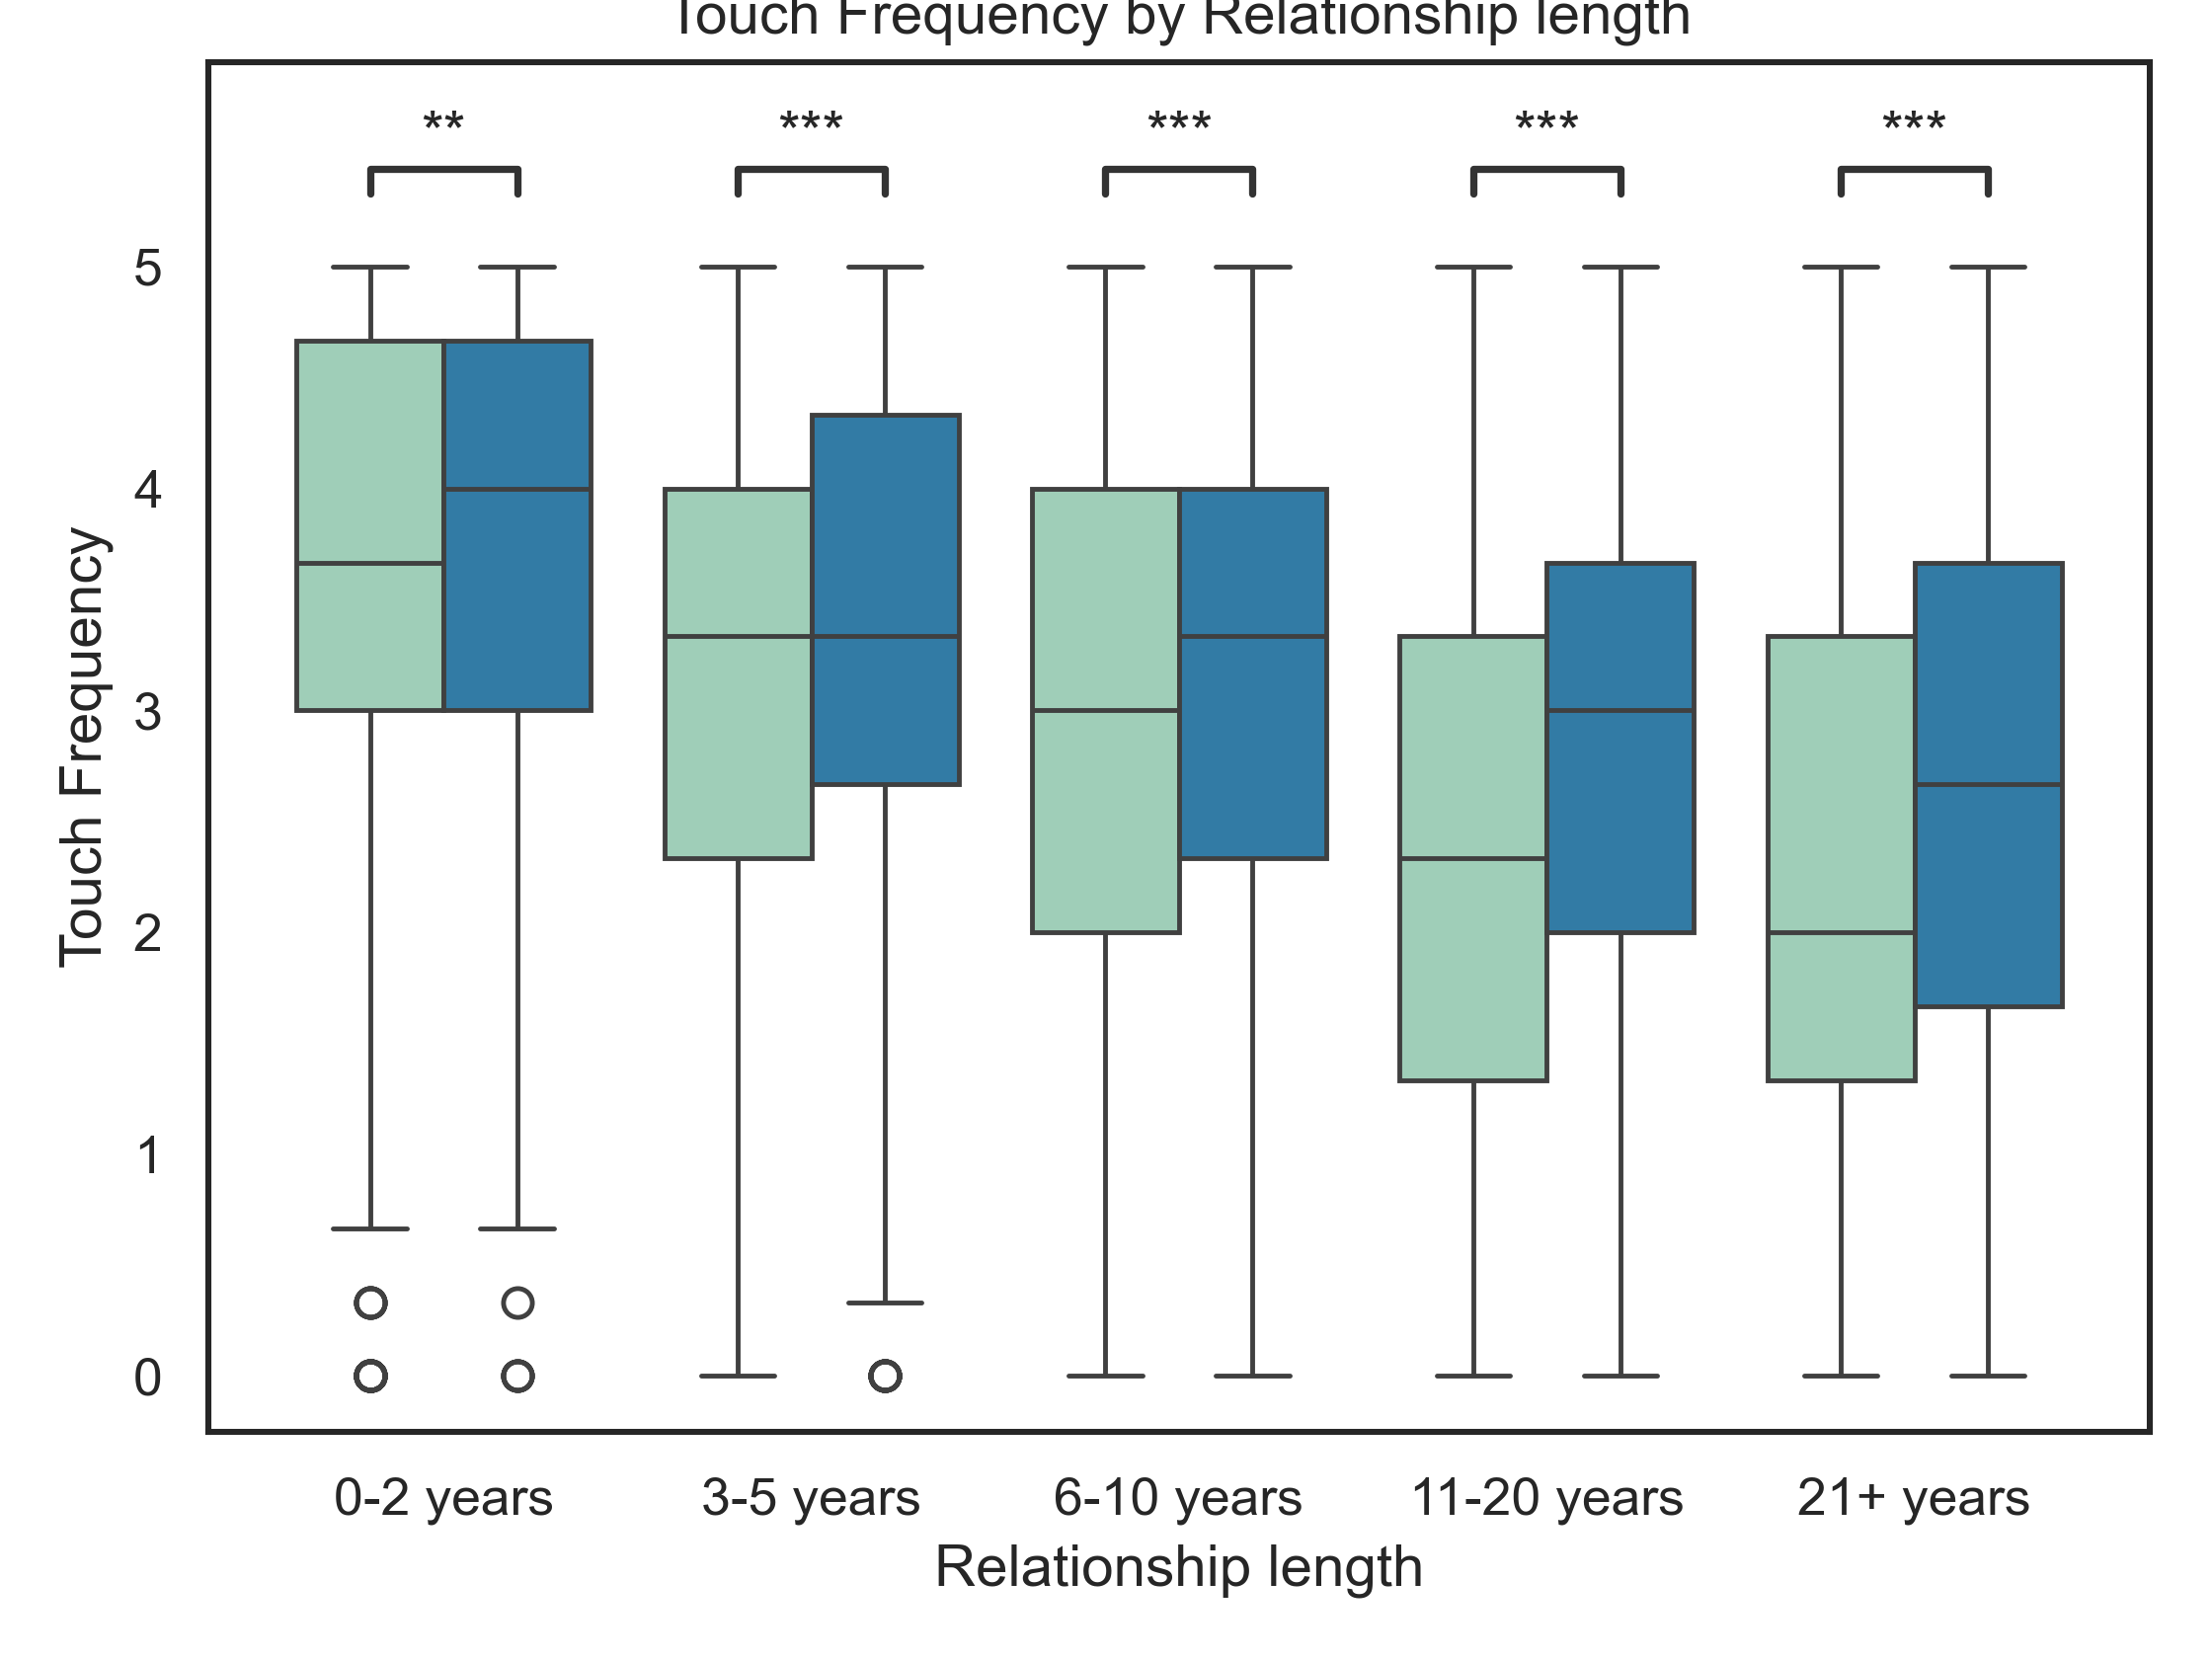 Touch Frequency by Relationship length
** *** *** *** ***
5
4
3
2
1
0
Touch Frequency
0-2 years 3-5 years 6-10 years 11-20 years 21+ years
Relationship length